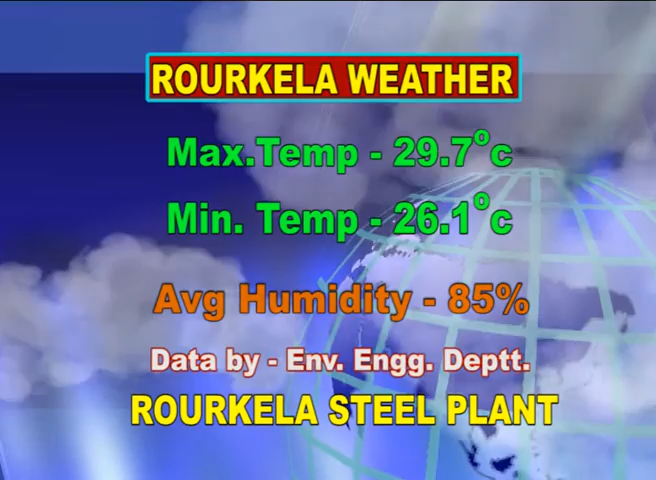 ROURKELA WEATHER
Max.Temp - 29.7°c
Min. Temp - 26.1°c
Avg Humidity - 85%
Data by - Env. Engg. Deptt.
ROURKELA STEEL PLANT